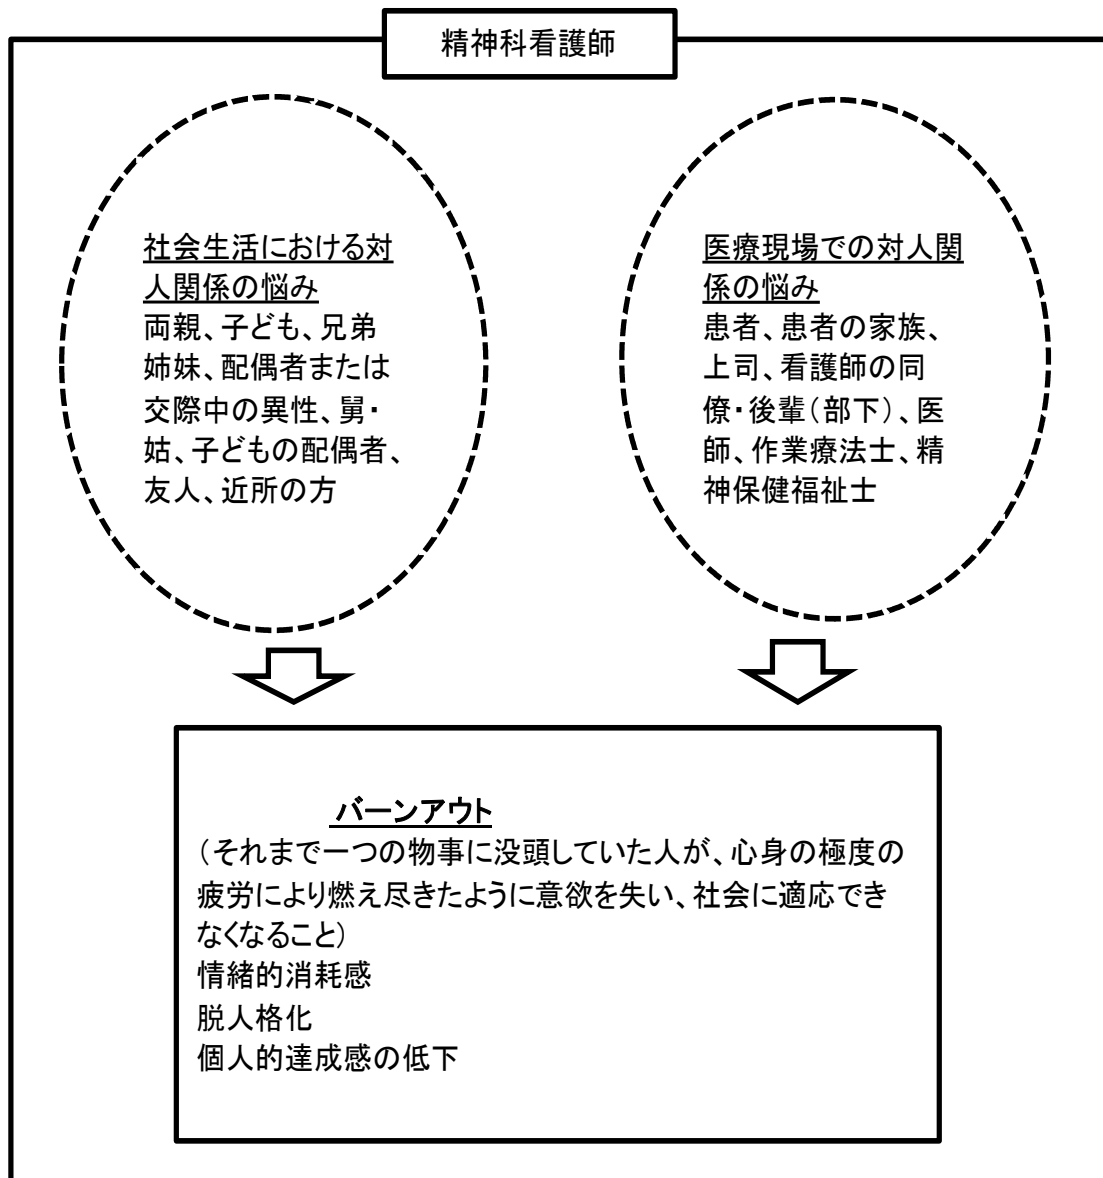 精神科看護師
社会生活における対
人関係の悩み
両親、子ども、兄弟
姉妹、配偶者または
交際中の異性、舅・
姑、子どもの配偶者、
友人、近所の方
医療現場での対人関
係の悩み
患者、患者の家族、
上司、看護師の同
僚・後輩（部下）、医
師、作業療法士、精
神保健福祉士
バーンアウト
（それまで一つの物事に没頭していた人が、心身の極度の
疲労により燃え尽きたように意欲を失い、社会に適応でき
なくなること）
情緒的消耗感
脱人格化
個人的達成感の低下